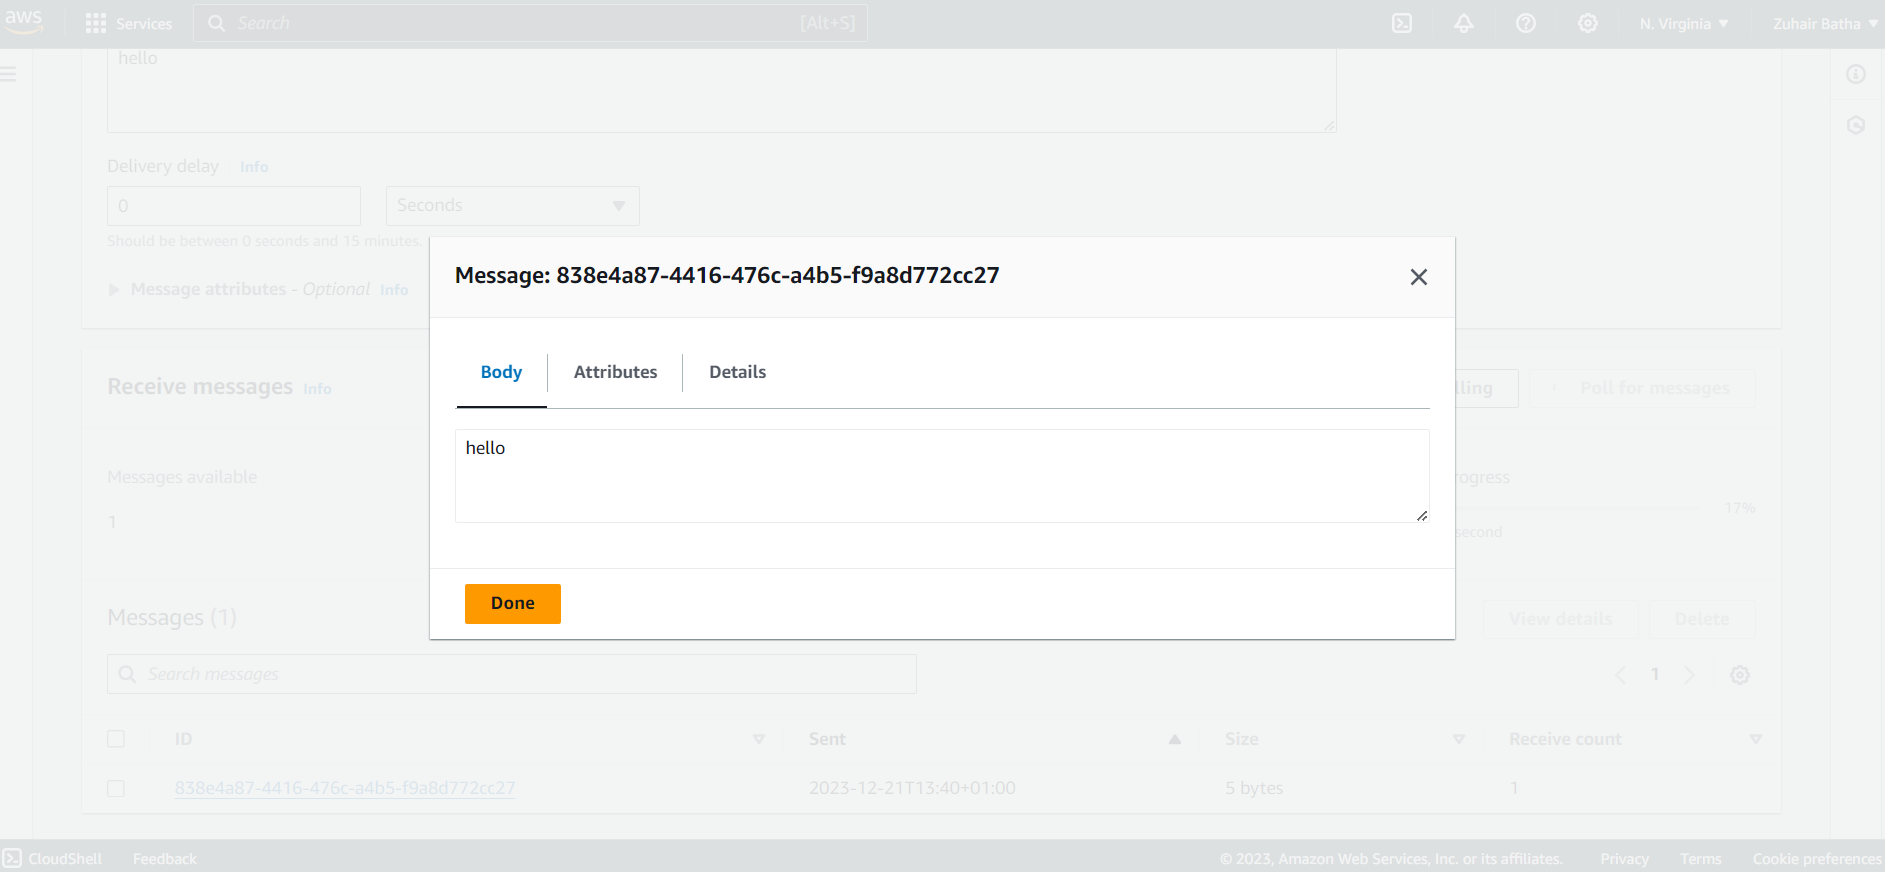 aws Services Search [Alt+S] N. Virginia Zuhair Batha
hello
Delivery delay Info
0 Seconds
Should be between 0 seconds and 15 minutes.
Message attributes - Optional Info
Message: 838e4a87-4416-476c-a4b5-f9a8d772cc27
Body Attributes Details
hello
Done
Receive messages Info
lling Poll for messages
Messages available
rogress
1
17%
second
Messages (1)
View details Delete
Search messages
1
ID Sent Size Receive count
838e4a87-4416-476c-a4b5-f9a8d772cc27 2023-12-21T13:40+01:00 5 bytes 1
CloudShell Feedback © 2023, Amazon Web Services, Inc. or its affiliates. Privacy Terms Cookie preferences